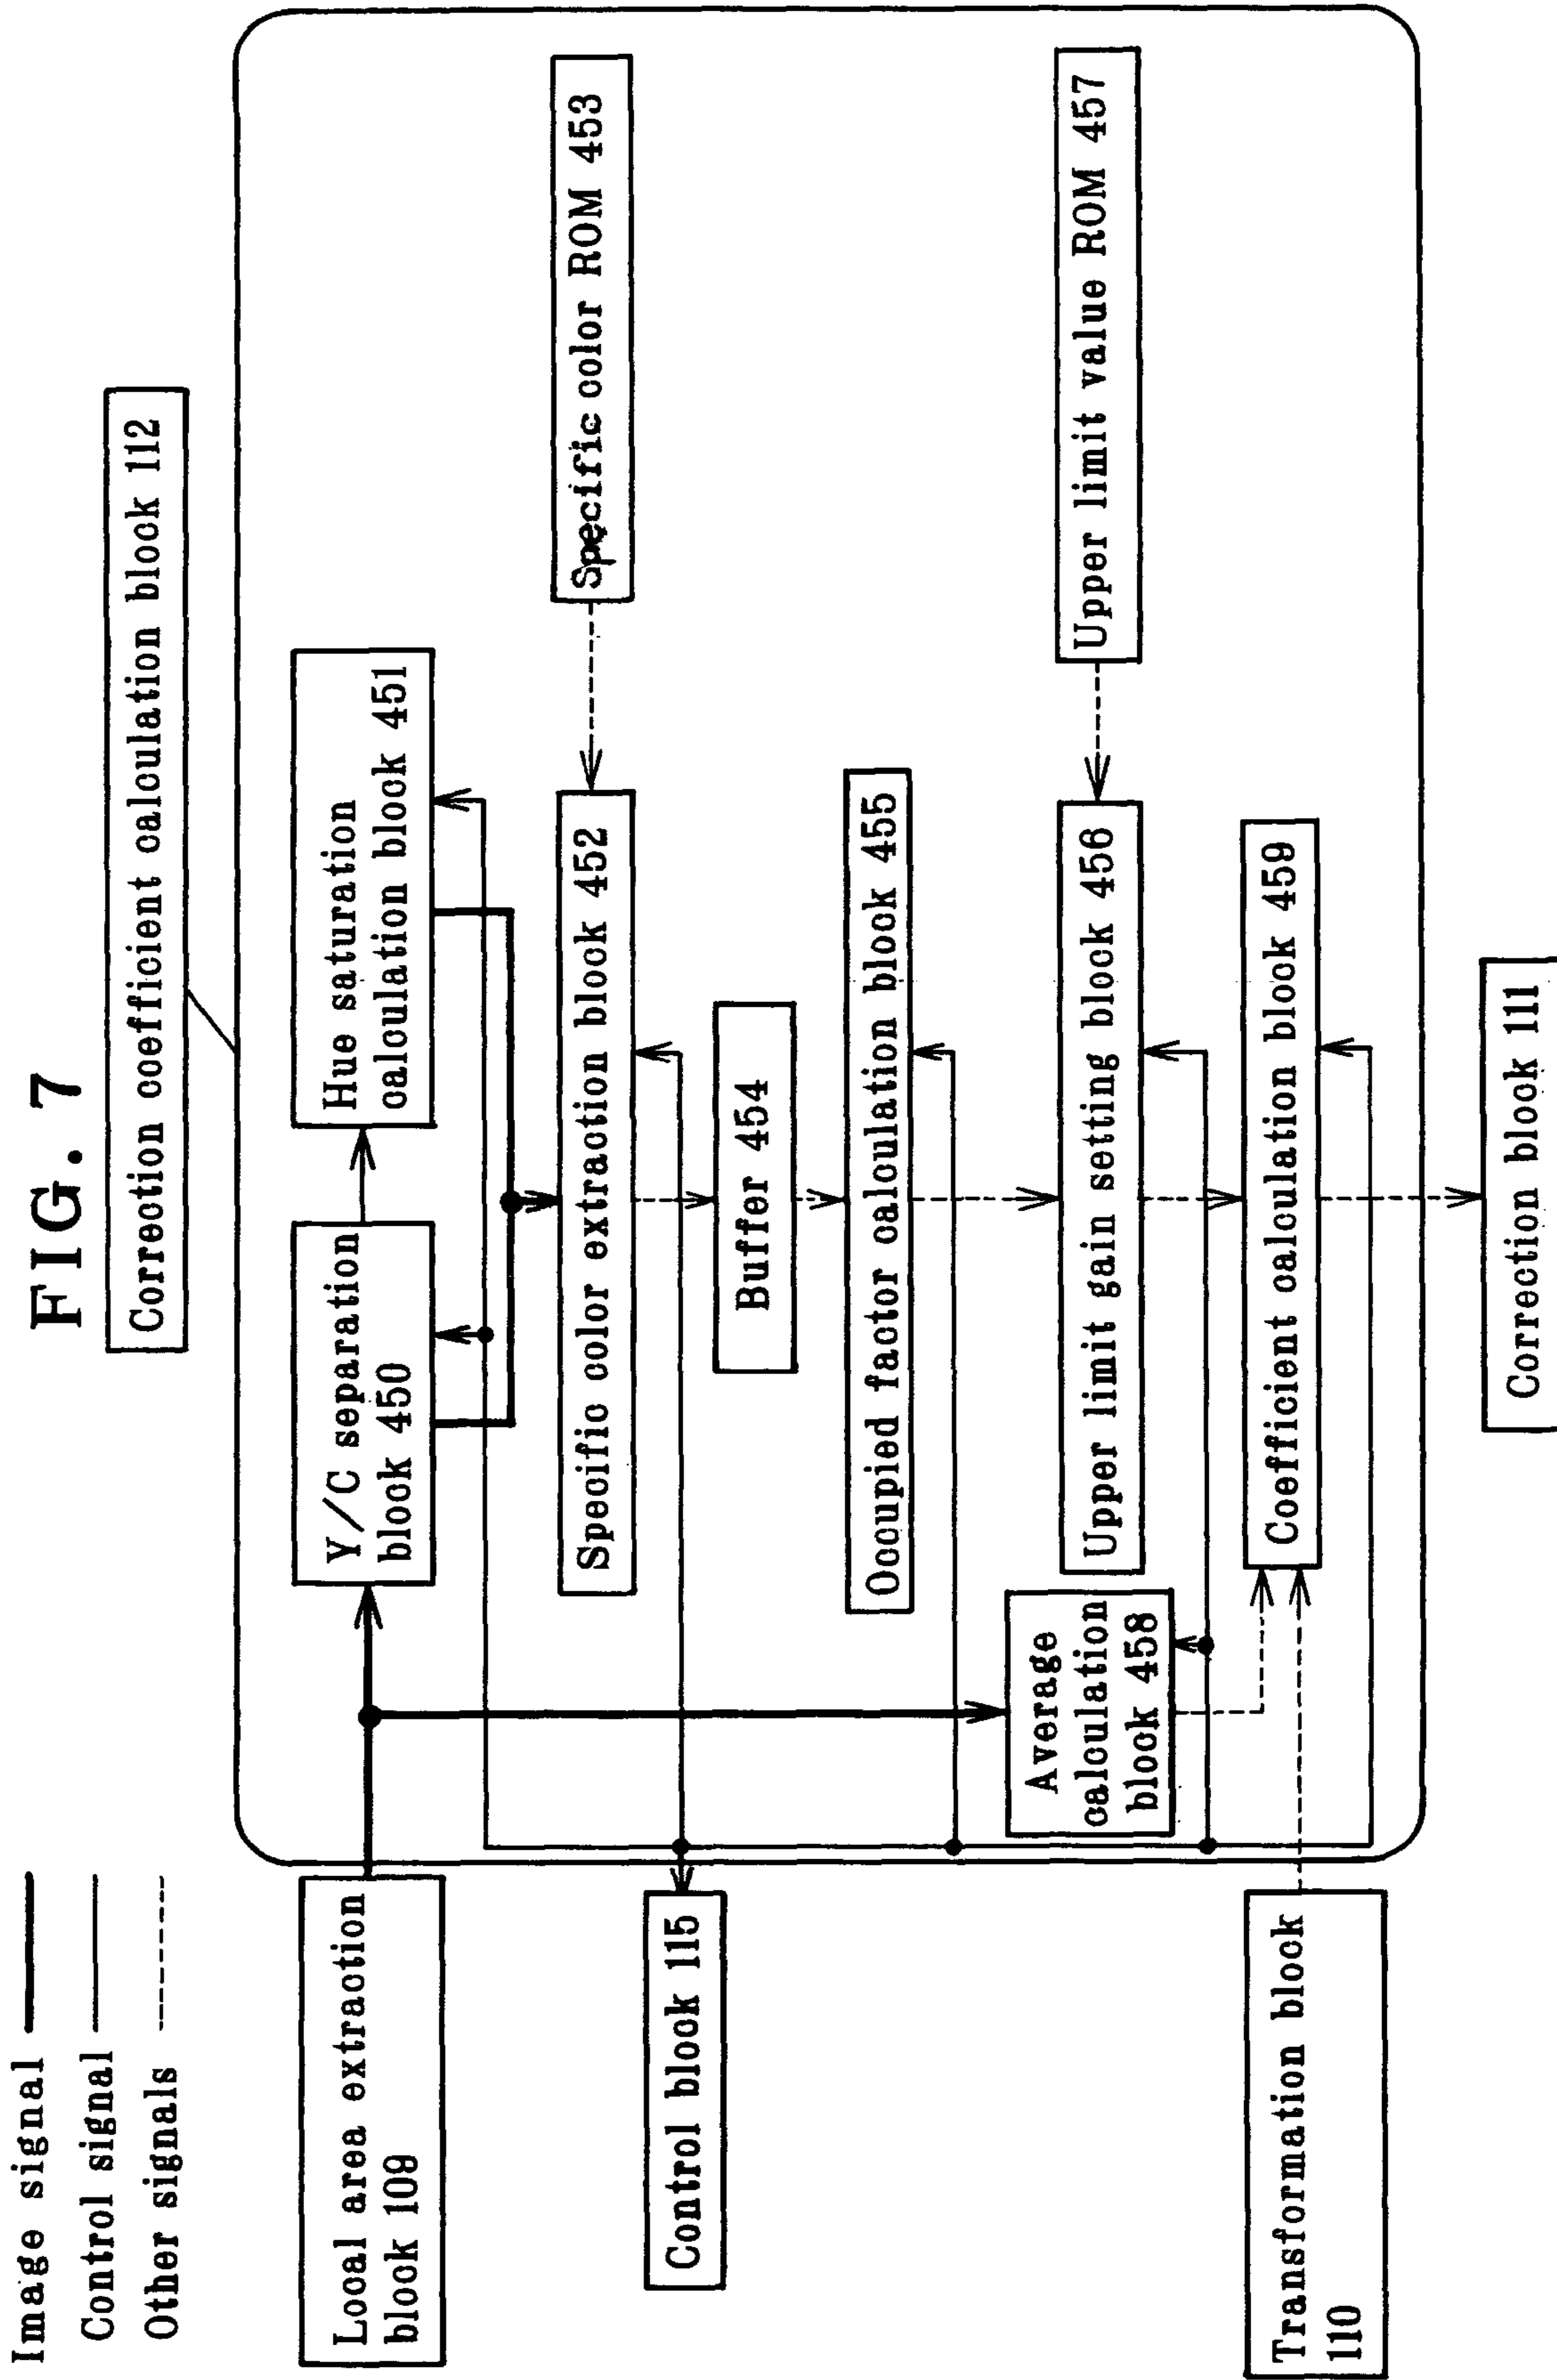 FIG. 7
Image signal
Control signal
Other signals
Correction coefficient calculation block 112
Local area extraction
block 109
Y/C separation
block 450
Hue saturation
calculation block 451
Control block 115
Specific color extraction block 452
Specific color ROM 453
Buffer 454
Occupied factor calculation block 455
Average
calculation
block 458
Upper limit gain setting block 456
Upper limit value ROM 457
Transformation block
110
Coefficient calculation block 459
Correction block 111